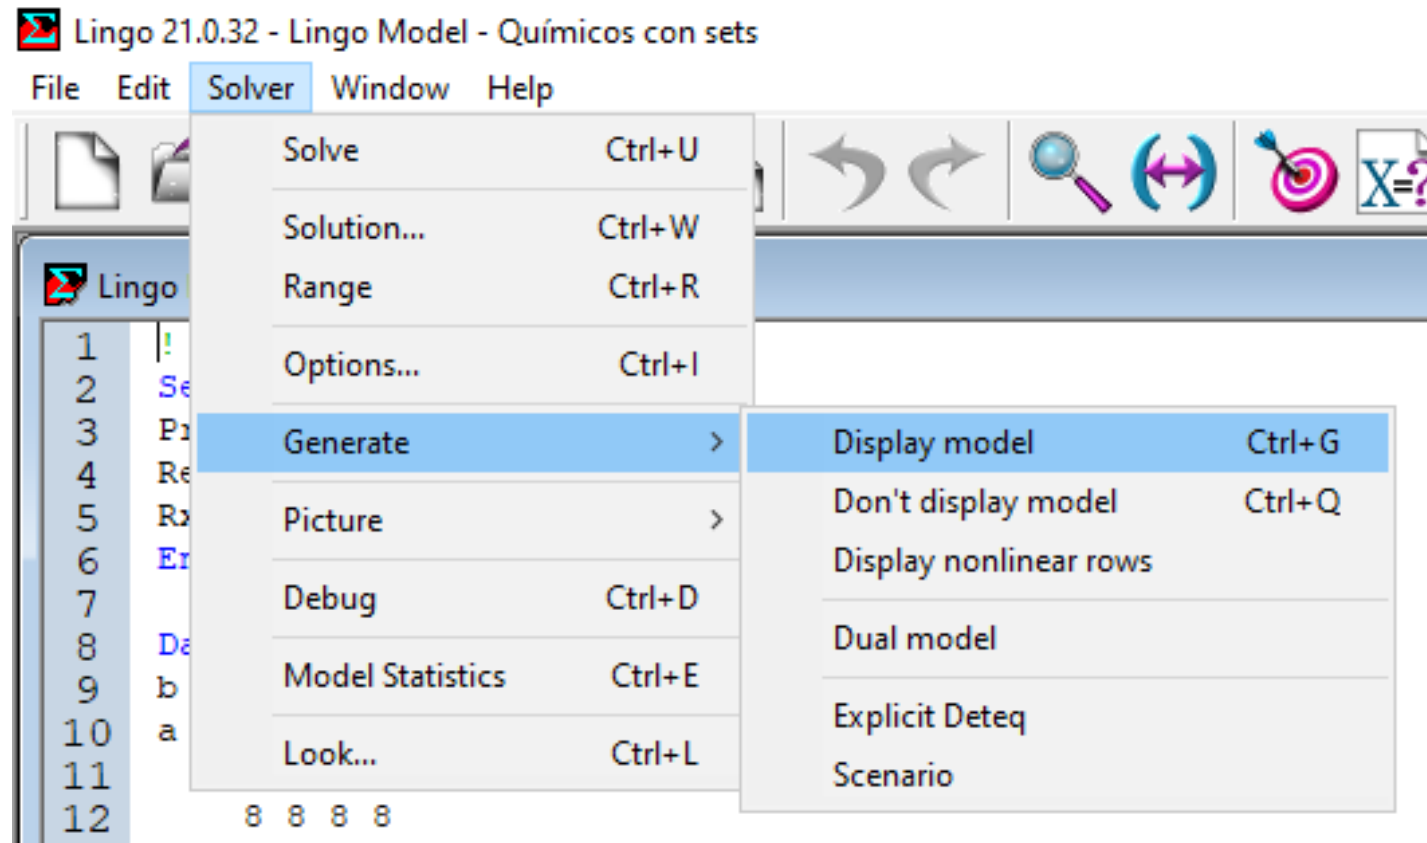 Lingo 21.0.32 - Lingo Model - Químicos con sets
File Edit Solver Window Help
Solve Ctrl+U
Solution... Ctrl+W
Range Ctrl+R
Options... Ctrl+I
Generate > Display model Ctrl+G
Don't display model Ctrl+Q
Display nonlinear rows
Dual model
Explicit Deteq
Scenario
Picture >
Debug Ctrl+D
Model Statistics Ctrl+E
Look... Ctrl+L
X=?
Lingo
1 !
2
3
4
5
6
7
8
9 b
10 a
11
12 8 8 8 8